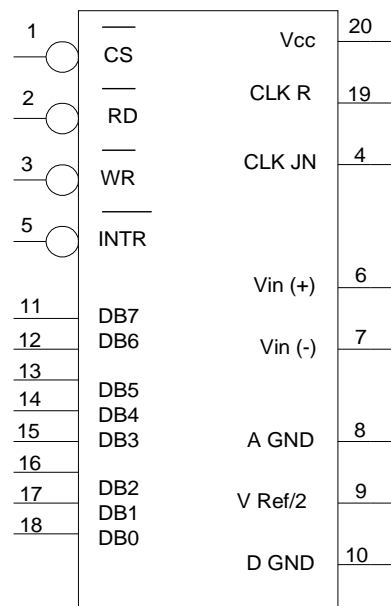 1
CS
2
RD
3
WR
5
INTR
11
DB7
12
DB6
13
DB5
14
DB4
15
DB3
16
DB2
17
DB1
18
DB0
Vcc
20
CLK R
19
CLK JN
4
Vin (+)
6
Vin (-)
7
A GND
8
V Ref/2
9
D GND
10